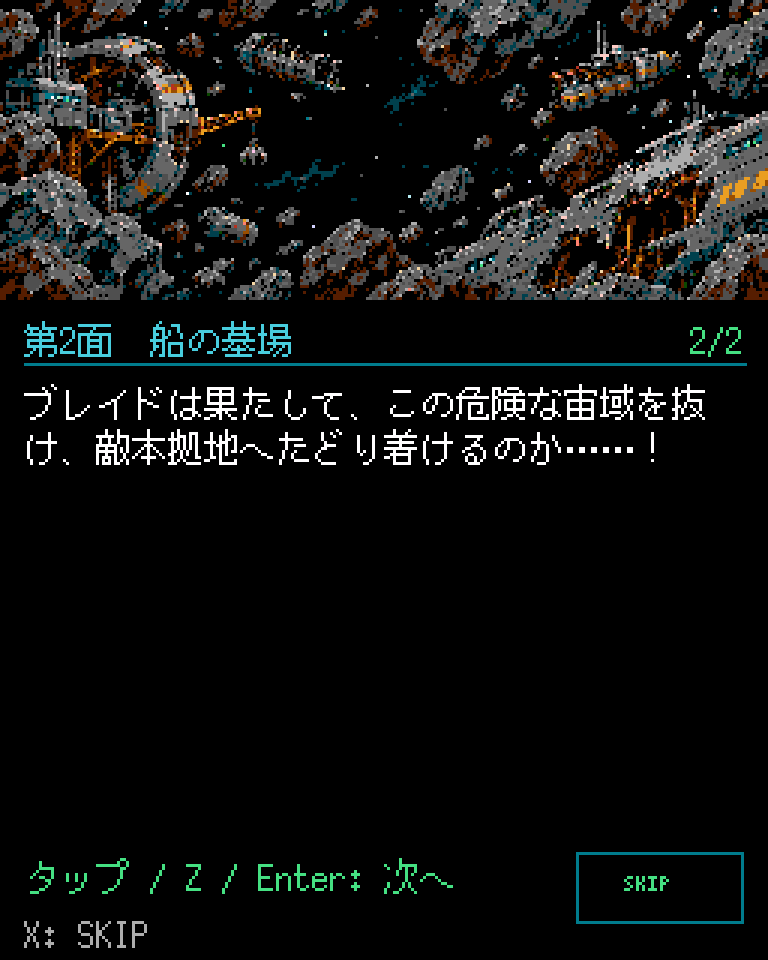 第2面　船の墓場
2/2
ブレイドは果たして、この危険な宙域を抜
け、敵本拠地へたどり着けるのか……！
タップ / Z / Enter: 次へ
SKIP
X: SKIP